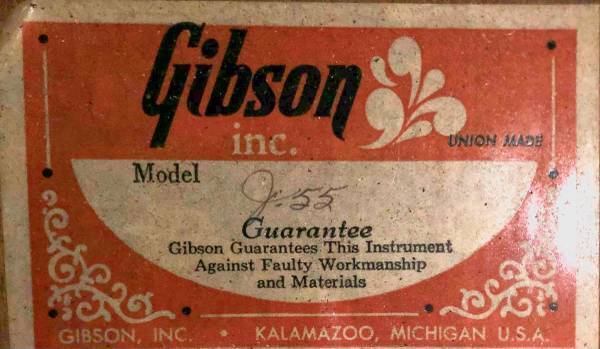 Gibson
inc.
UNION MADE
Model J-55
Guarantee
Gibson Guarantees This Instrument
Against Faulty Workmanship
and Materials
GIBSON, INC. • KALAMAZOO, MICHIGAN U.S.A.